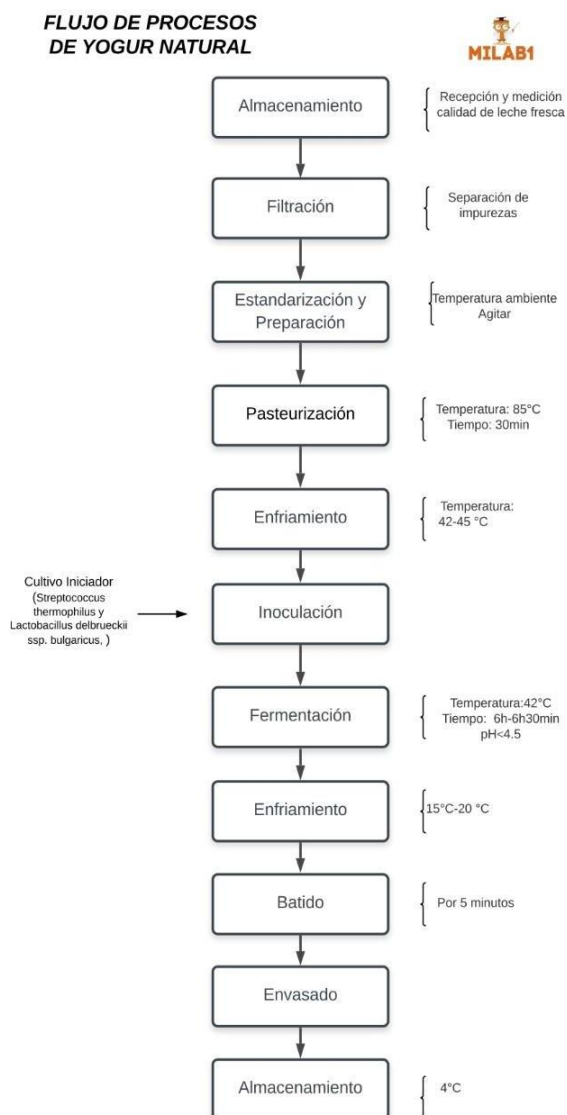 FLUJO DE PROCESOS
DE YOGUR NATURAL
MILAB1
Almacenamiento
Recepción y medición
calidad de leche fresca
Filtración
Separación de
impurezas
Estandarización y
Preparación
Temperatura ambiente
Agitar
Pasteurización
Temperatura: 85°C
Tiempo: 30min
Enfriamiento
Temperatura:
42-45 °C
Cultivo Iniciador
(Streptococcus
thermophilus y
Lactobacillus delbrueckii
ssp. bulgaricus, )
Inoculación
Fermentación
Temperatura:42°C
Tiempo: 6h-6h30min
pH<4.5
Enfriamiento
15°C-20 °C
Batido
Por 5 minutos
Envasado
Almacenamiento
4°C